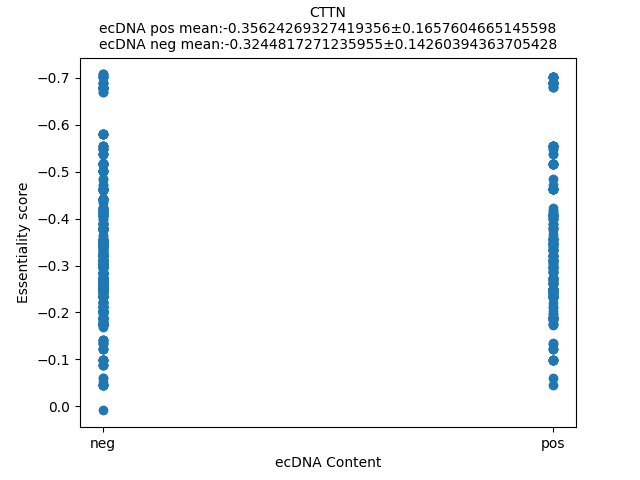 CTTN
ecDNA pos mean:-0.35624269327419356±0.1657604665145598
ecDNA neg mean:-0.3244817271235955±0.14260394363705428
−0.7
−0.6
−0.5
−0.4
−0.3
−0.2
−0.1
0.0
Essentiality score
neg
pos
ecDNA Content